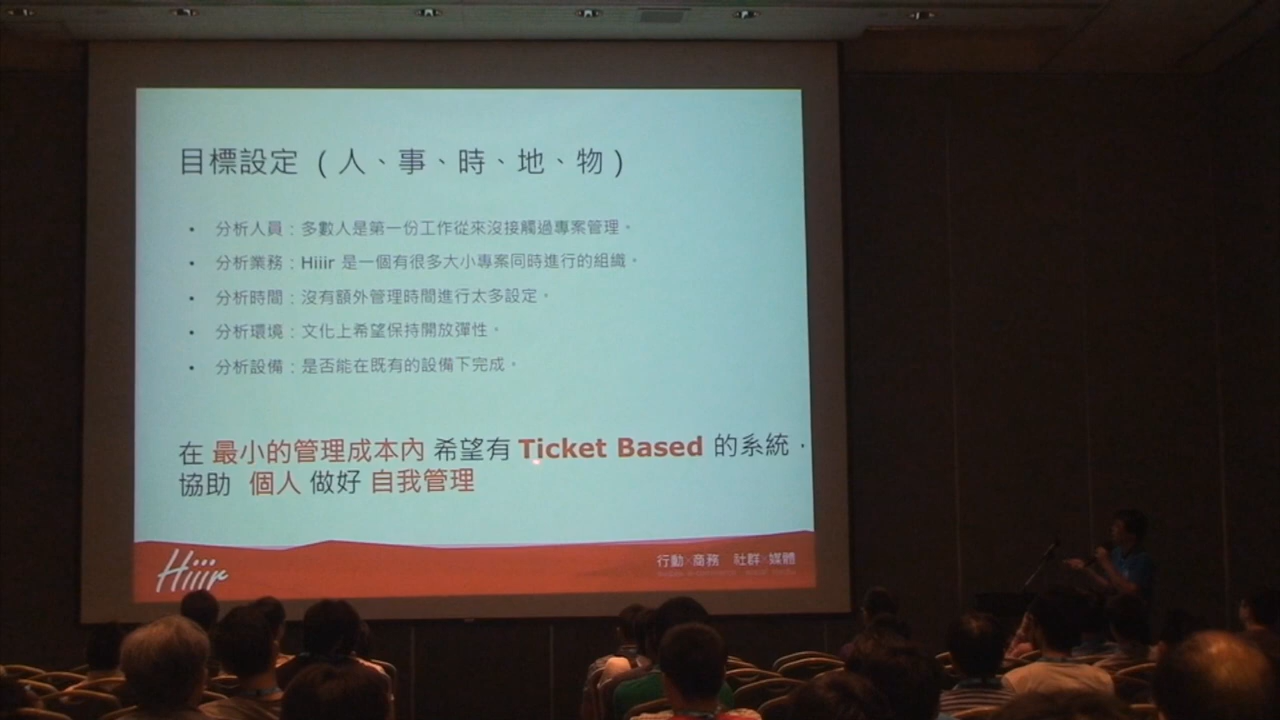 目標設定 (人、事、時、地、物)
• 分析人員：多數人是第一份工作從來沒接觸過專案管理。
• 分析業務：Hiiir 是一個有很多大小專案同時進行的組織。
• 分析時間：沒有額外管理時間進行太多設定。
• 分析環境：文化上希望保持開放彈性。
• 分析設備：是否能在既有的設備下完成。
在 最小的管理成本內 希望有 Ticket Based 的系統，
協助 個人 做好 自我管理
Hiiir
行動×商務 社群×媒體